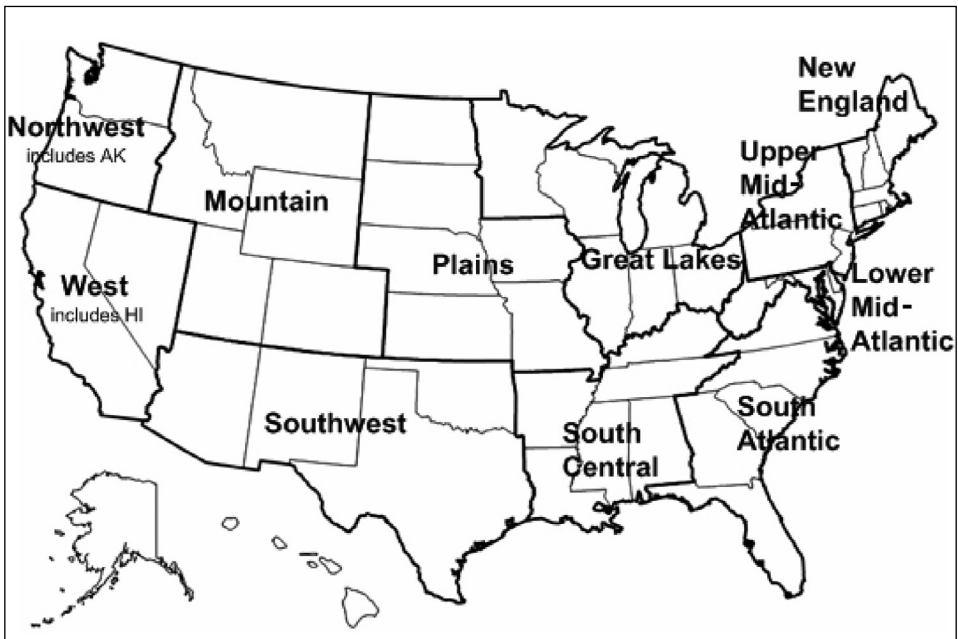 New
England
Northwest
includes AK
Upper
Mid-
Atlantic
Mountain
Plains
Great Lakes
West
includes HI
Lower
Mid-
Atlantic
Southwest
South
Central
South
Atlantic